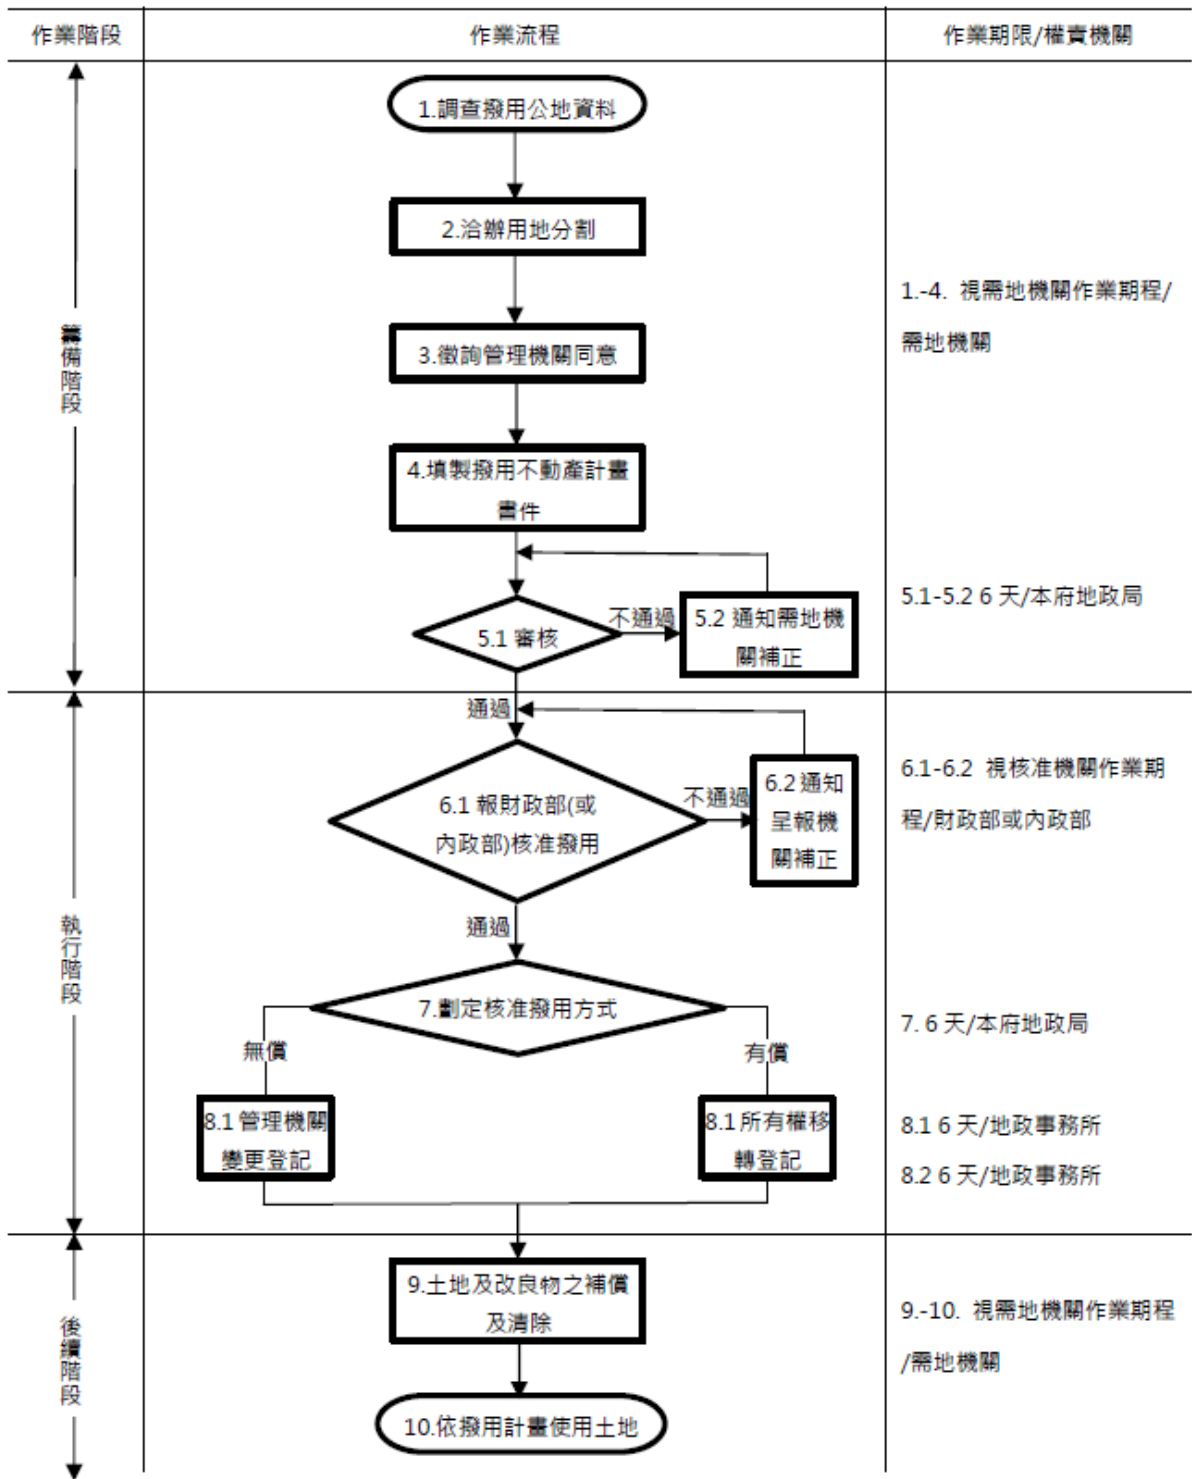 作業階段
作業流程
作業期限/權責機關
籌備階段
1.調查撥用公地資料
2.洽辦用地分割
3.徵詢管理機關同意
4.填製撥用不動產計畫
書件
5.1 審核
不通過
5.2 通知需地機
關補正
1.-4. 視需地機關作業期程/
需地機關
5.1-5.2 6 天/本府地政局
執行階段
通過
6.1 報財政部(或
內政部)核准撥用
不通過
6.2 通知
呈報機
關補正
通過
7.劃定核准撥用方式
無償
有償
8.1 管理機關
變更登記
8.1 所有權移
轉登記
6.1-6.2 視核准機關作業期
程/財政部或內政部
7. 6 天/本府地政局
8.1 6 天/地政事務所
8.2 6 天/地政事務所
後續階段
9.土地及改良物之補償
及清除
10.依撥用計畫使用土地
9.-10. 視需地機關作業期程
/需地機關